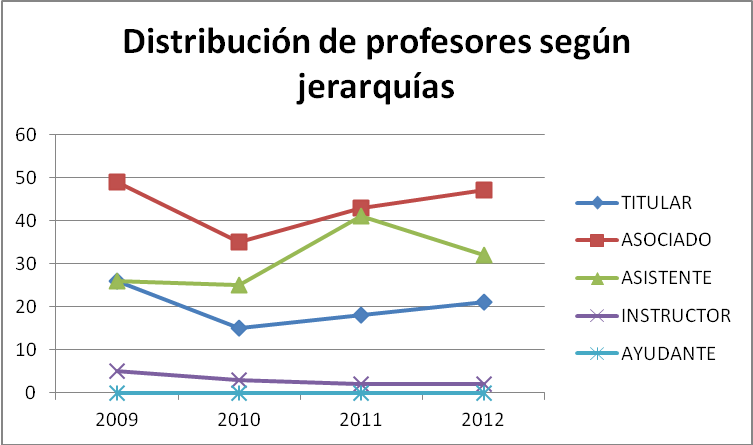 Distribución de profesores según
jerarquías
60
50
40
30
20
10
0
2009 2010 2011 2012
TITULAR
ASOCIADO
ASISTENTE
INSTRUCTOR
AYUDANTE